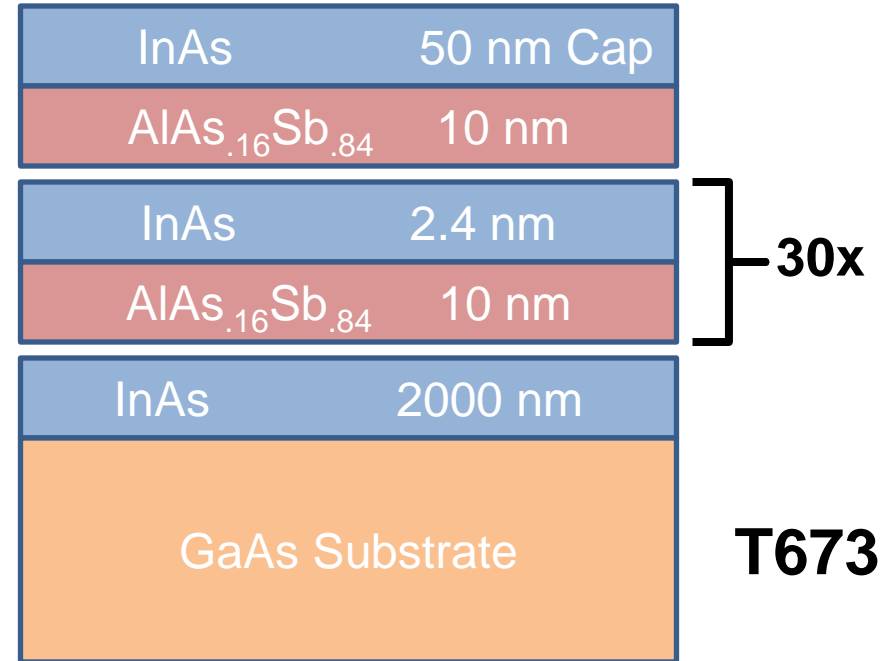 InAs 50 nm Cap
AlAs.16Sb.84 10 nm
InAs 2.4 nm
30x
AlAs.16Sb.84 10 nm
InAs 2000 nm
GaAs Substrate
T673